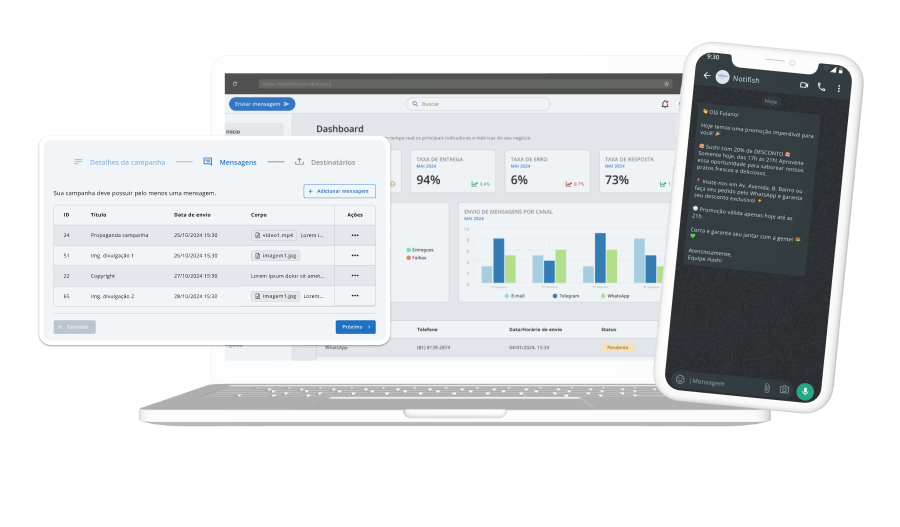 Enviar mensagem
Buscar
Início
Dashboard
tempo real os principais indicadores e métricas do seu negócio.
TAXA DE ENTREGA
MAI 2024
94%
3.4%
TAXA DE ERRO
MAI 2024
6%
0.7%
TAXA DE RESPOSTA
MAI 2024
73%
Entregues
Falhas
ENVIO DE MENSAGENS POR CANAL
MAI 2024
10
8
6
4
2
0
E-mail
Telegram
WhatsApp
Telefone
Data/Horário de envio
Status
WhatsApp
(81) 8139-2874
04/01/2024, 15:33
Pendente
Detalhes da campanha
Mensagens
Destinatários
Sua campanha deve possuir pelo menos uma mensagem.
+ Adicionar mensagem
ID Título Data de envio Corpo Ações
24 Propaganda campanha 25/10/2024 15:30 video1.mp4 Lorem i... •••
51 Img. divulgação 1 26/10/2024 15:30 imagem1.jpg •••
22 Copyright 27/10/2024 15:30 Lorem ipsum dolor sit amet... •••
65 Img. divulgação 2 28/10/2024 15:30 imagem1.jpg Lorem... •••
× Cancelar
Próximo >
9:30
Notifish
Hoje
👋 Olá Fulano!
Hoje temos uma promoção imperdível para
você! 🎉
🍣 Sushi com 20% de DESCONTO 🍣
Somente hoje, das 17h às 21h! Aproveite
essa oportunidade para saborear nossos
pratos frescos e deliciosos.
📍 Visite-nos em Av. Avenida, 8, Bairro ou
faça seu pedido pelo WhatsApp e garanta
seu desconto exclusivo! ⚡
Promoção válida apenas hoje até as
21h.
Corra e garanta seu jantar com a gente!
💚
Atenciosamente,
Equipe Hashi
Mensagem